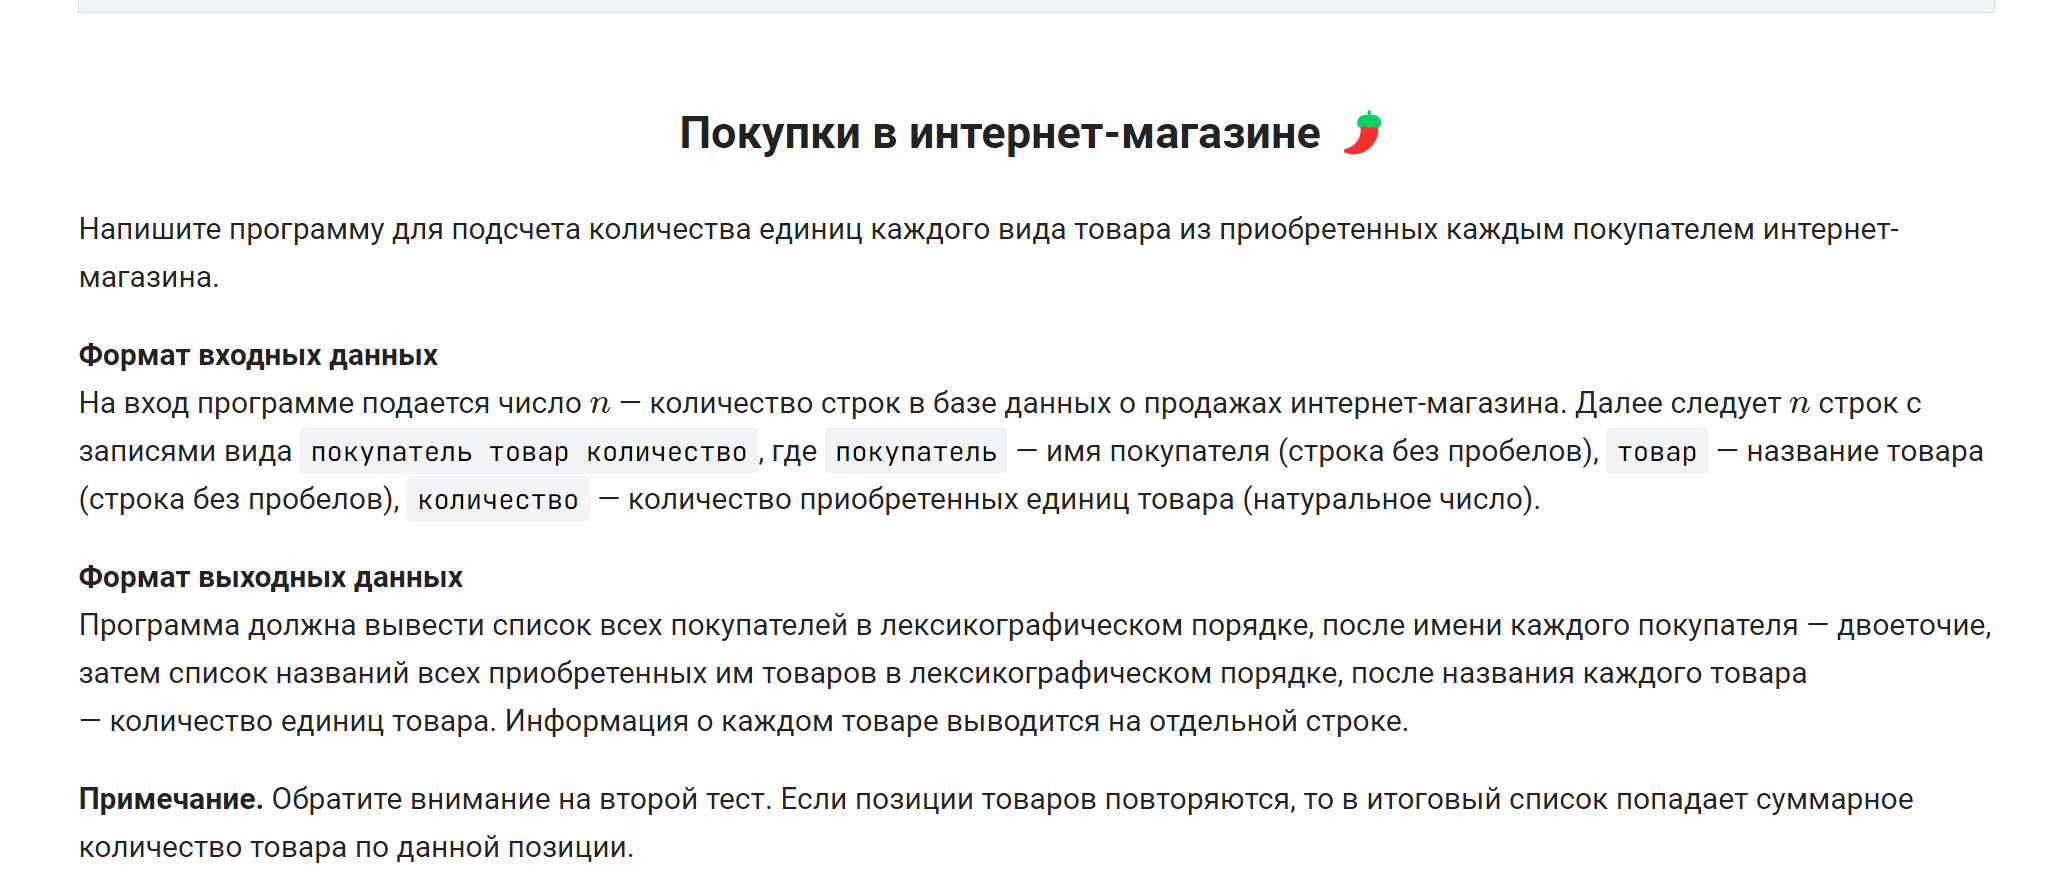 Покупки в интернет-магазине 🌶️
Напишите программу для подсчета количества единиц каждого вида товара из приобретенных каждым покупателем интернет-
магазина.
Формат входных данных
На вход программе подается число n — количество строк в базе данных о продажах интернет-магазина. Далее следует n строк с
записями вида покупатель товар количество, где покупатель — имя покупателя (строка без пробелов), товар — название товара
(строка без пробелов), количество — количество приобретенных единиц товара (натуральное число).
Формат выходных данных
Программа должна вывести список всех покупателей в лексикографическом порядке, после имени каждого покупателя — двоеточие,
затем список названий всех приобретенных им товаров в лексикографическом порядке, после названия каждого товара
— количество единиц товара. Информация о каждом товаре выводится на отдельной строке.
Примечание. Обратите внимание на второй тест. Если позиции товаров повторяются, то в итоговый список попадает суммарное
количество товара по данной позиции.